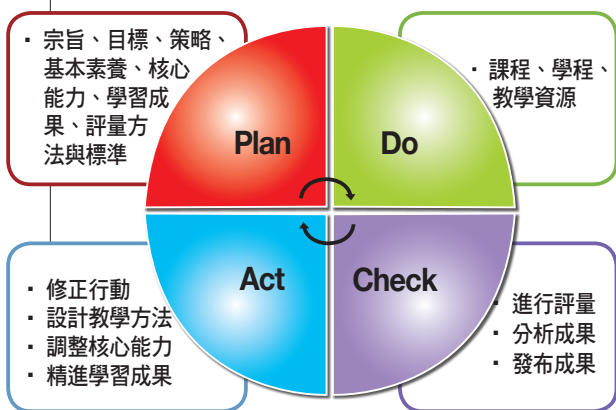 ▪ 宗旨、目標、策略、
基本素養、核心
能力、學習成
果、評量方
法與標準
Plan
Do
▪ 課程、學程、
教學資源
Act
▪ 修正行動
▪ 設計教學方法
▪ 調整核心能力
▪ 精進學習成果
Check
▪ 進行評量
▪ 分析成果
▪ 發布成果